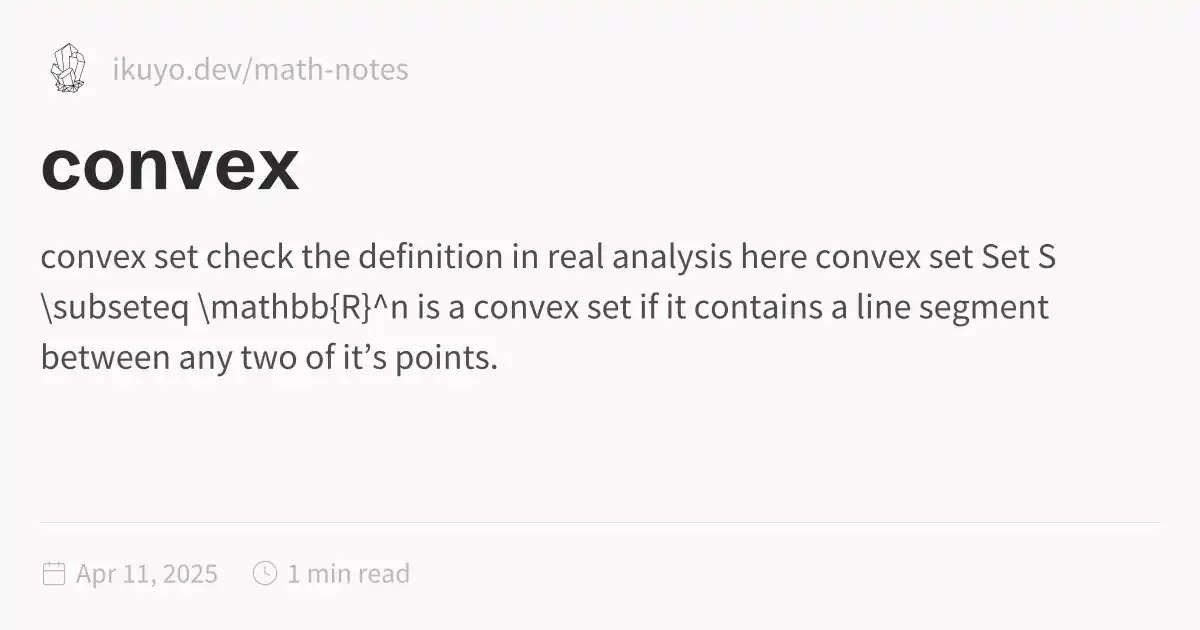 ikuyo.dev/math-notes
convex
convex set check the definition in real analysis here convex set Set S
\subseteq \mathbb{R}^n is a convex set if it contains a line segment
between any two of it’s points.
Apr 11, 2025 1 min read